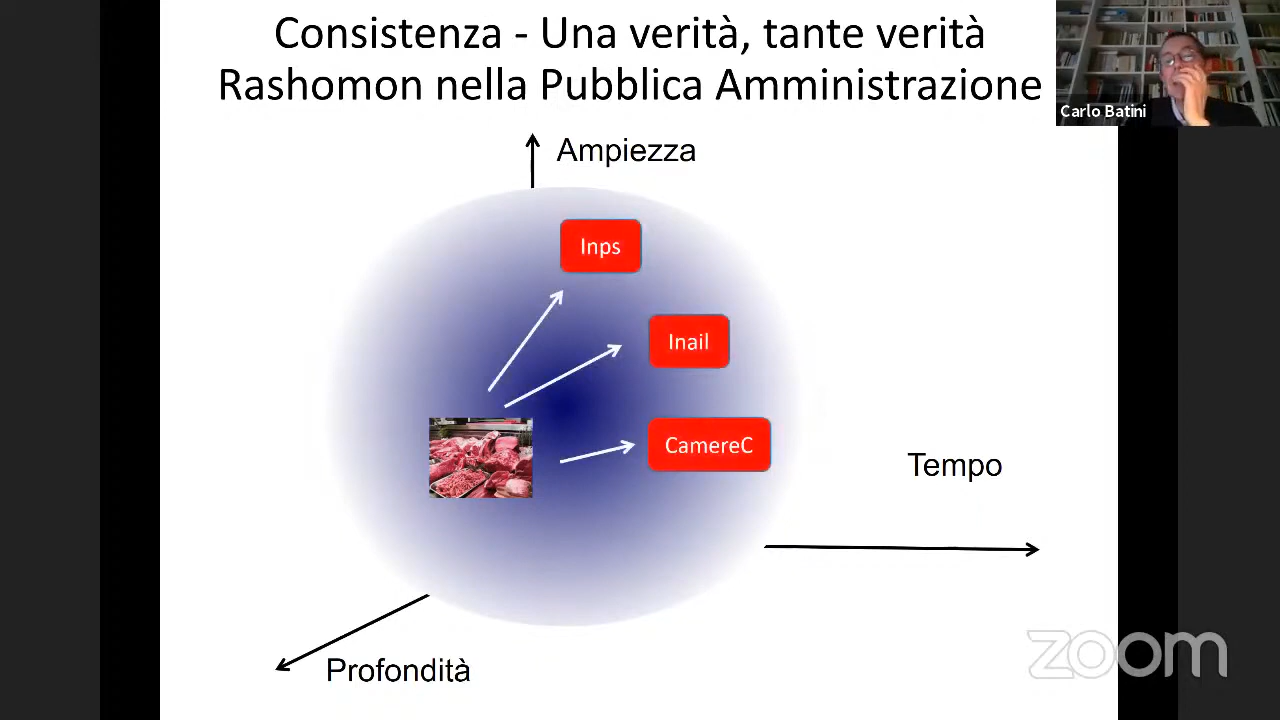 Consistenza - Una verità, tante verità
Rashomon nella Pubblica Amministrazione
Carlo Batini
Ampiezza
Inps
Inail
CamereC
Tempo
Profondità
zoom